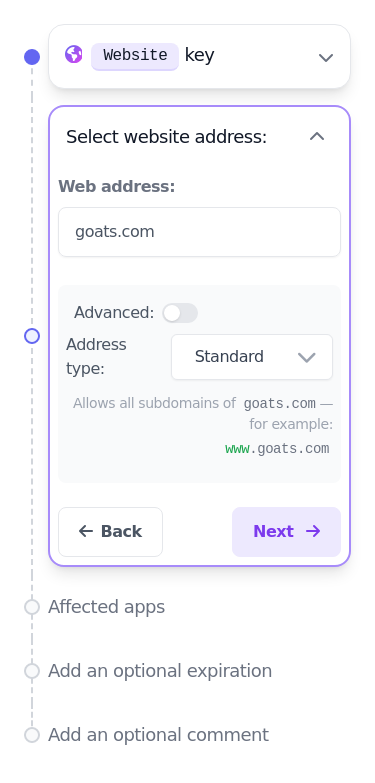 Website key
Select website address:
Web address:
goats.com
Advanced:
Address
type:
Standard
Allows all subdomains of goats.com —
for example:
www.goats.com
← Back
Next →
Affected apps
Add an optional expiration
Add an optional comment